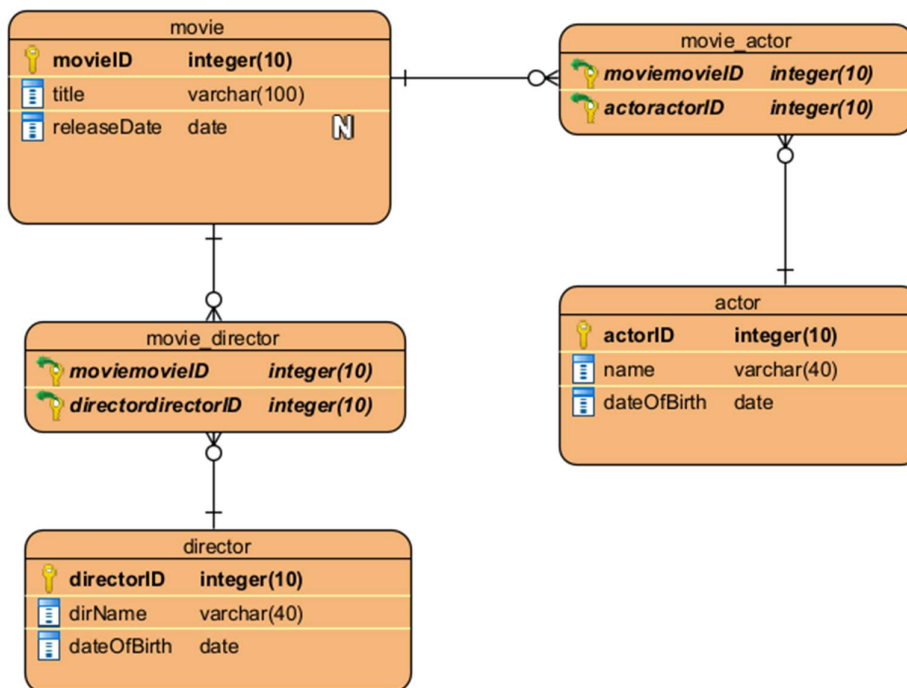 movie
movieID integer(10)
title varchar(100)
releaseDate date N
movie_actor
moviemovieID integer(10)
actoractorID integer(10)
movie_director
moviemovieID integer(10)
directordirectorID integer(10)
actor
actorID integer(10)
name varchar(40)
dateOfBirth date
director
directorID integer(10)
dirName varchar(40)
dateOfBirth date